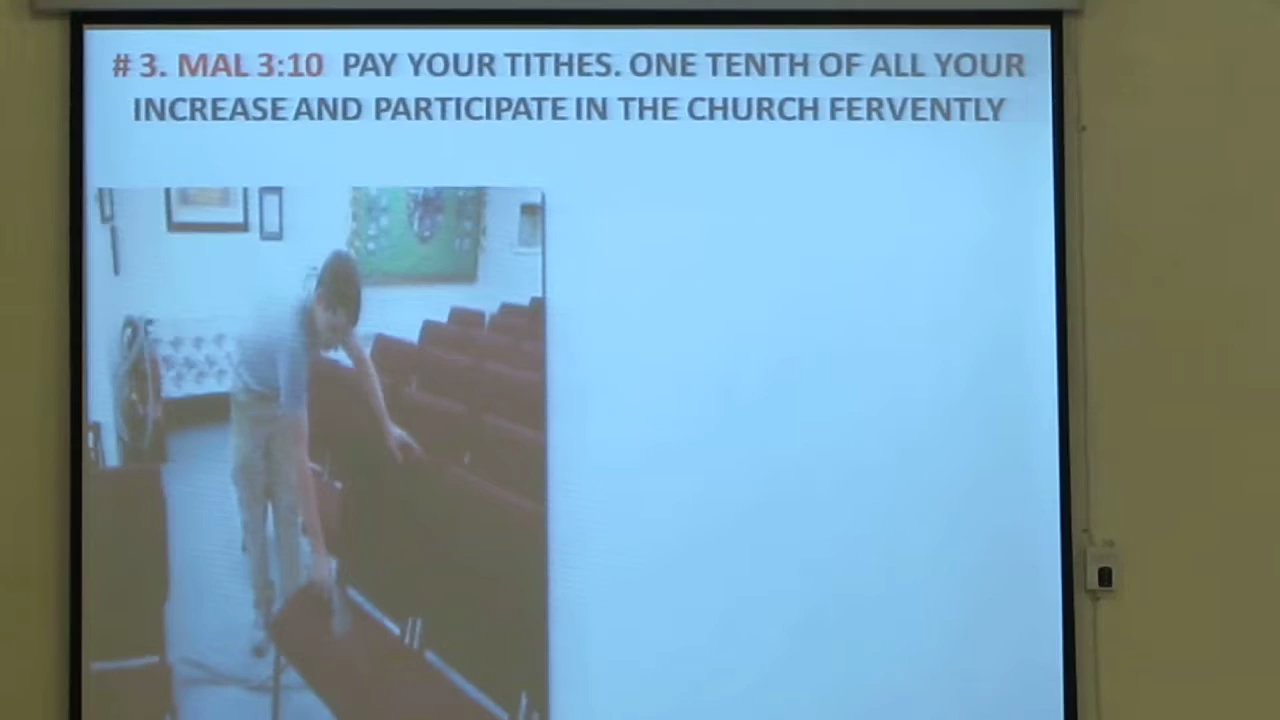 # 3. MAL 3:10 PAY YOUR TITHES. ONE TENTH OF ALL YOUR
INCREASE AND PARTICIPATE IN THE CHURCH FERVENTLY